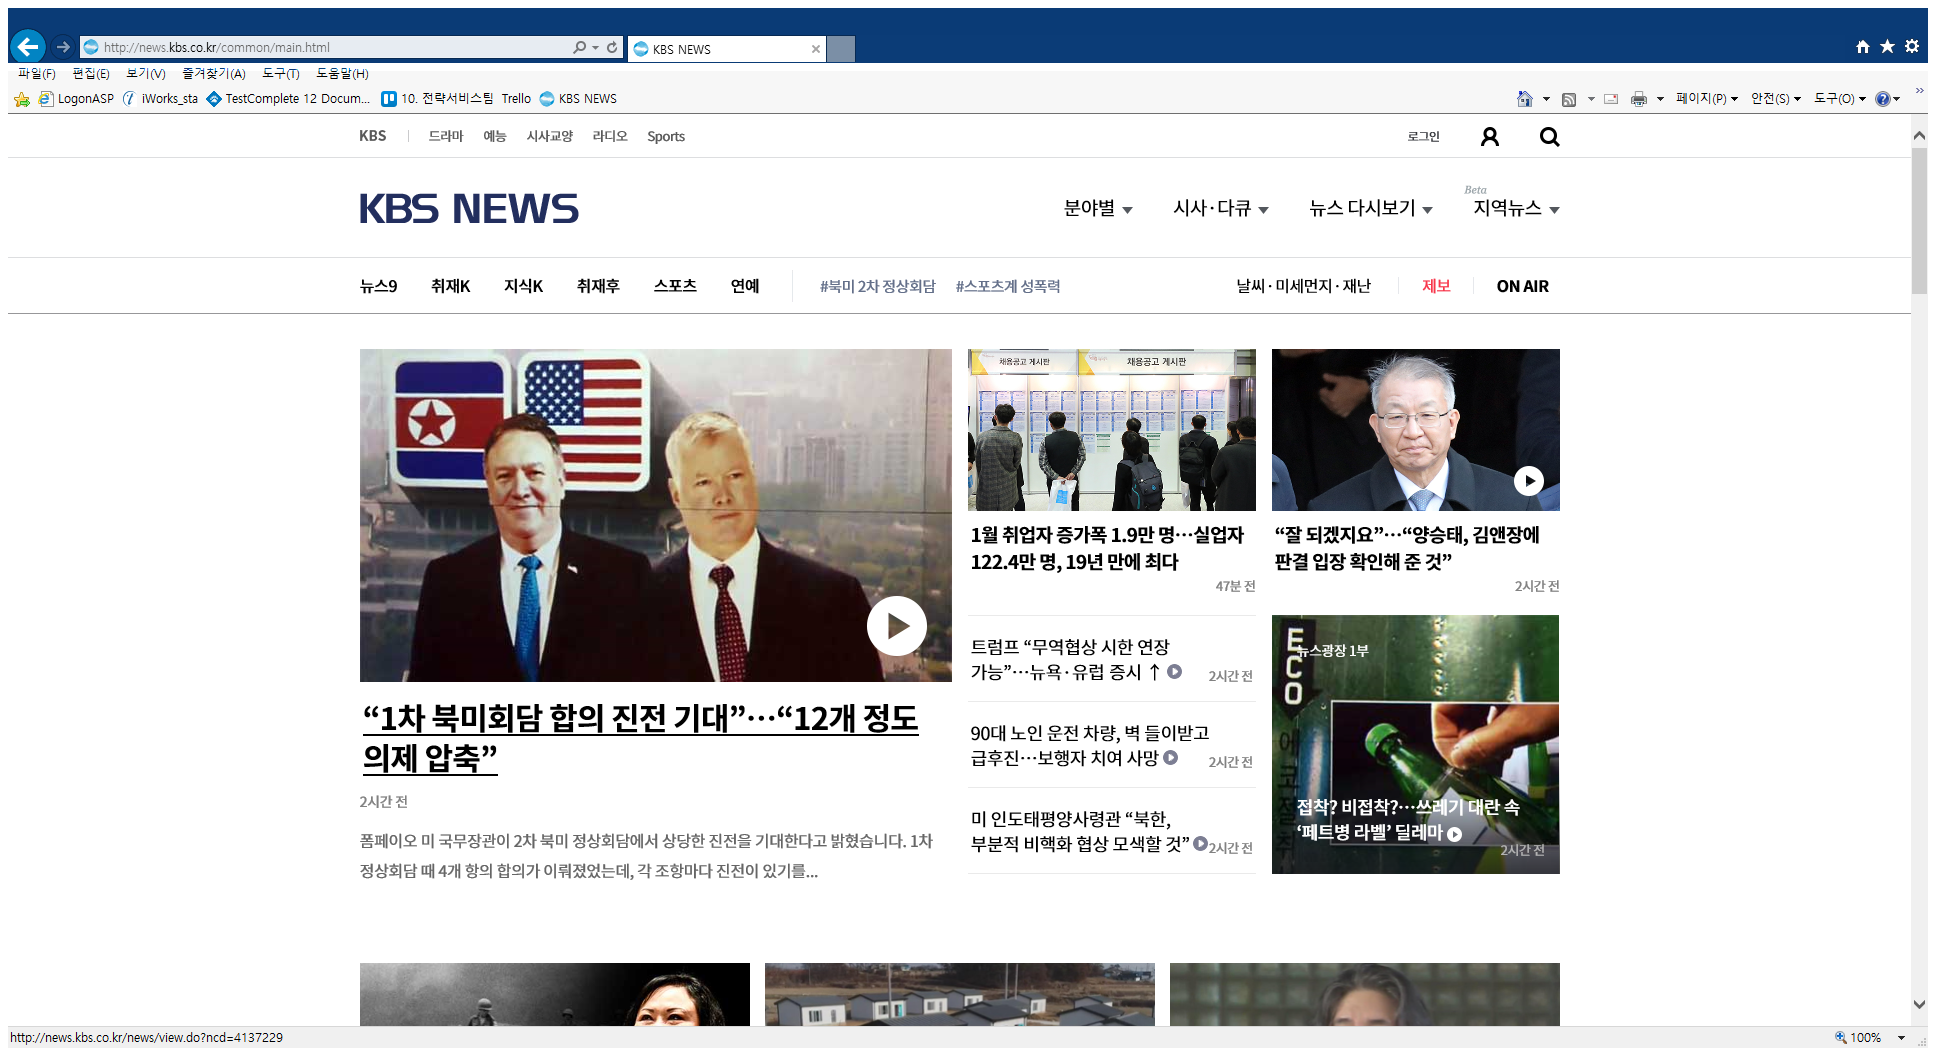 http://news.kbs.co.kr/common/main.html
KBS NEWS
파일(F) 편집(E) 보기(V) 즐겨찾기(A) 도구(T) 도움말(H)
LogonASP iWorks_sta TestComplete 12 Docum... 10. 전략서비스팀 Trello KBS NEWS
페이지(P) 안전(S) 도구(O)
KBS 드라마 예능 시사교양 라디오 Sports
로그인
KBS NEWS
분야별 시사·다큐 뉴스 다시보기 Beta 지역뉴스
뉴스9 취재K 지식K 취재후 스포츠 연예 #북미 2차 정상회담 #스포츠계 성폭력 날씨·미세먼지·재난 제보 ON AIR
“1차 북미회담 합의 진전 기대”…“12개 정도
의제 압축”
2시간 전
폼페이오 미 국무장관이 2차 북미 정상회담에서 상당한 진전을 기대한다고 밝혔습니다. 1차
정상회담 때 4개 항의 합의가 이뤄졌었는데, 각 조항마다 진전이 있기를...
채용공고 게시판 채용공고 게시판
1월 취업자 증가폭 1.9만 명…실업자
122.4만 명, 19년 만에 최다
47분 전
“잘 되겠지요”…“양승태, 김앤장에
판결 입장 확인해 준 것”
2시간 전
트럼프 “무역협상 시한 연장
가능”…뉴욕·유럽 증시 ↑
2시간 전
90대 노인 운전 차량, 벽 들이받고
급후진…보행자 치여 사망
2시간 전
미 인도태평양사령관 “북한,
부분적 비핵화 협상 모색할 것”
2시간 전
ECO
뉴스광장 1부
접착? 비접착?…쓰레기 대란 속
‘페트병 라벨’ 딜레마
2시간 전
http://news.kbs.co.kr/news/view.do?ncd=4137229
100%